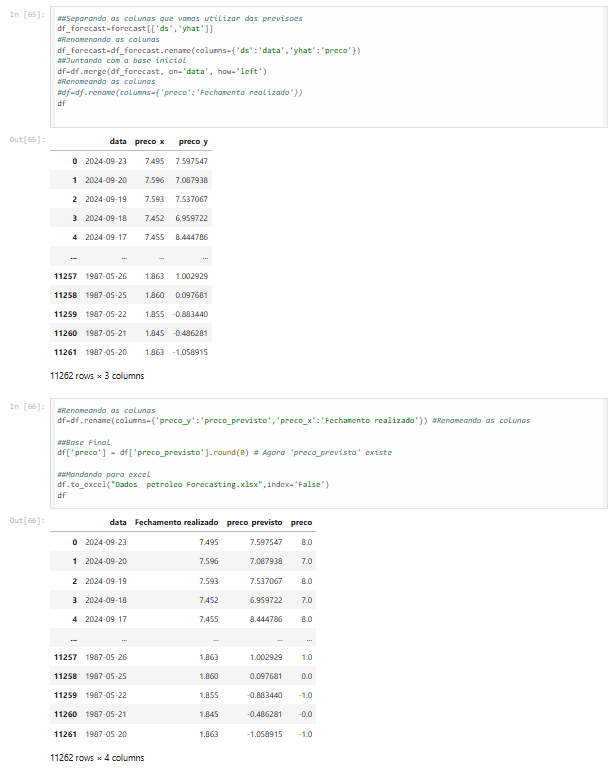 In [65]:
##Separando as colunas que vamos utilizar das previsoes
df_forecast=forecast[['ds','yhat']]
#Renomenando as colunas
df_forecast=df_forecast.rename(columns={'ds':'data','yhat':'preco'})
##Juntando com a base inicial
df=df.merge(df_forecast, on='data', how='left')
#Renomeando as colunas
#df=df.rename(columns={'preco':'Fechamento realizado'})
df
Out[65]:
data preco_x preco_y
0 2024-09-23 7.495 7.597547
1 2024-09-20 7.596 7.087938
2 2024-09-19 7.593 7.537067
3 2024-09-18 7.452 6.959722
4 2024-09-17 7.455 8.444786
... ... ... ...
11257 1987-05-26 1.863 1.002929
11258 1987-05-25 1.860 0.097681
11259 1987-05-22 1.855 -0.883440
11260 1987-05-21 1.845 -0.486281
11261 1987-05-20 1.863 -1.058915
11262 rows × 3 columns
In [66]:
#Renomeando as colunas
df=df.rename(columns={'preco_y':'preco_previsto','preco_x':'Fechamento realizado'}) #Renomeando as colunas
##Base Final
df['preco'] = df['preco_previsto'].round(0) # Agora 'preco_previsto' existe
##Mandando para excel
df.to_excel("Dados  petroleo Forecasting.xlsx",index='False')
df
Out[66]:
data Fechamento realizado preco_previsto preco
0 2024-09-23 7.495 7.597547 8.0
1 2024-09-20 7.596 7.087938 7.0
2 2024-09-19 7.593 7.537067 8.0
3 2024-09-18 7.452 6.959722 7.0
4 2024-09-17 7.455 8.444786 8.0
... ... ... ... ...
11257 1987-05-26 1.863 1.002929 1.0
11258 1987-05-25 1.860 0.097681 0.0
11259 1987-05-22 1.855 -0.883440 -1.0
11260 1987-05-21 1.845 -0.486281 -0.0
11261 1987-05-20 1.863 -1.058915 -1.0
11262 rows × 4 columns